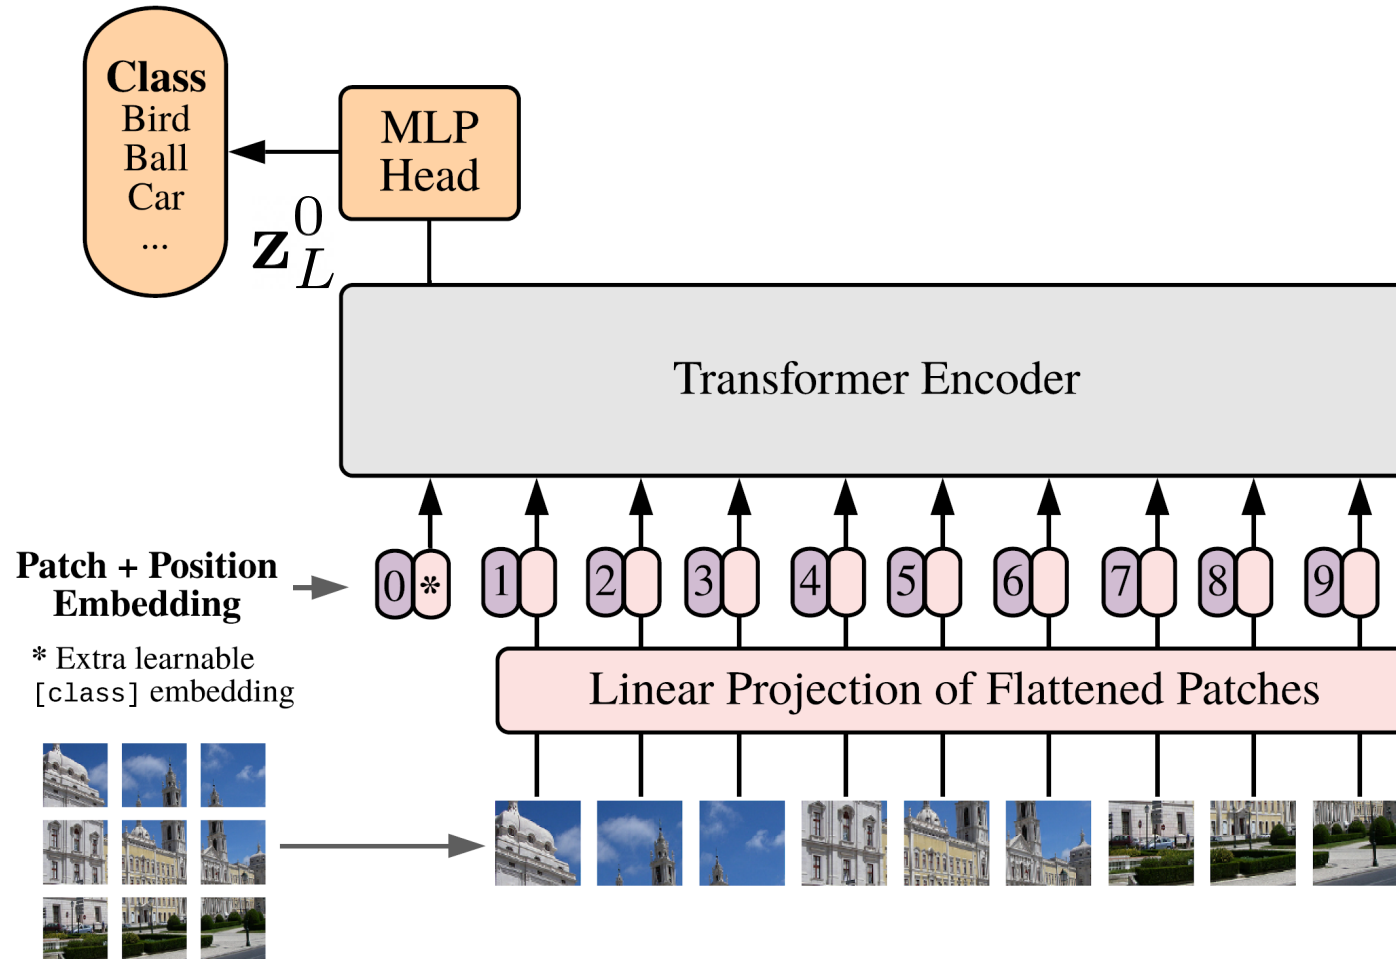 Class
Bird
Ball
Car
...
MLP
Head
z_L^0
Transformer Encoder
Patch + Position
Embedding
0 * 1 2 3 4 5 6 7 8 9
* Extra learnable
[class] embedding
Linear Projection of Flattened Patches